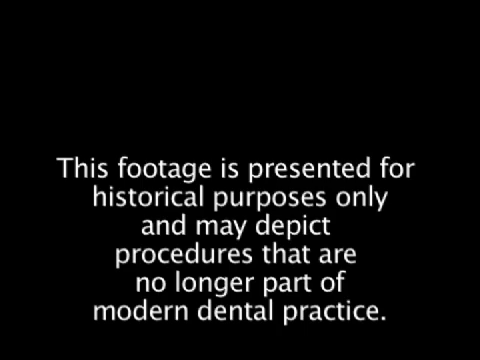 This footage is presented for
historical purposes only
and may depict
procedures that are
no longer part of
modern dental practice.